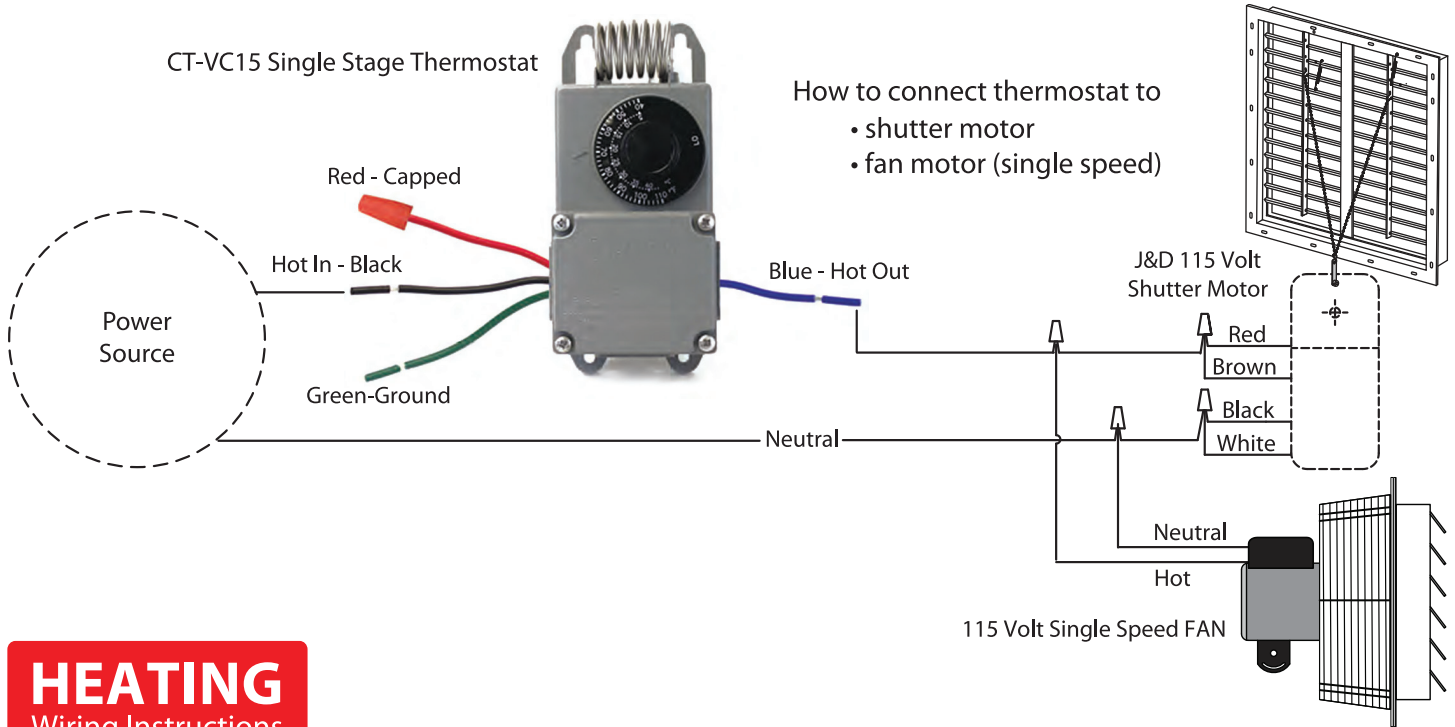 CT-VC15 Single Stage Thermostat
How to connect thermostat to
• shutter motor
• fan motor (single speed)
Red - Capped
Hot In - Black
Blue - Hot Out
Power
Source
Green-Ground
J&D 115 Volt
Shutter Motor
Red
Brown
Black
White
Neutral
Neutral
Hot
115 Volt Single Speed FAN
HEATING
Wiring Instructions